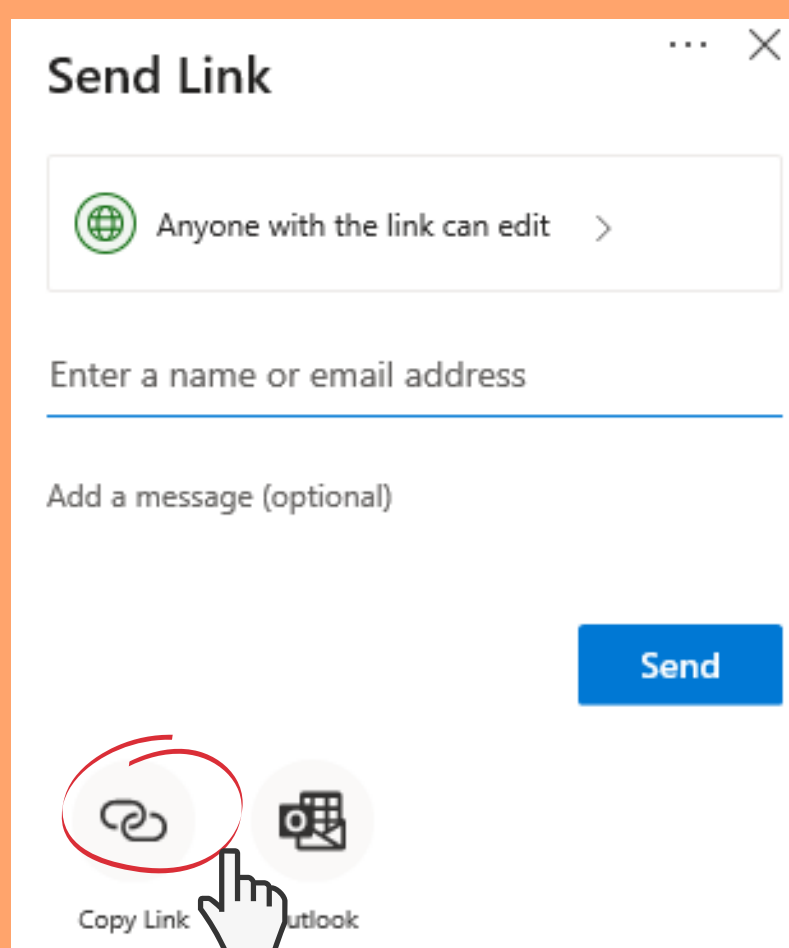 Send Link
Anyone with the link can edit
Enter a name or email address
Add a message (optional)
Send
Copy Link
utlook